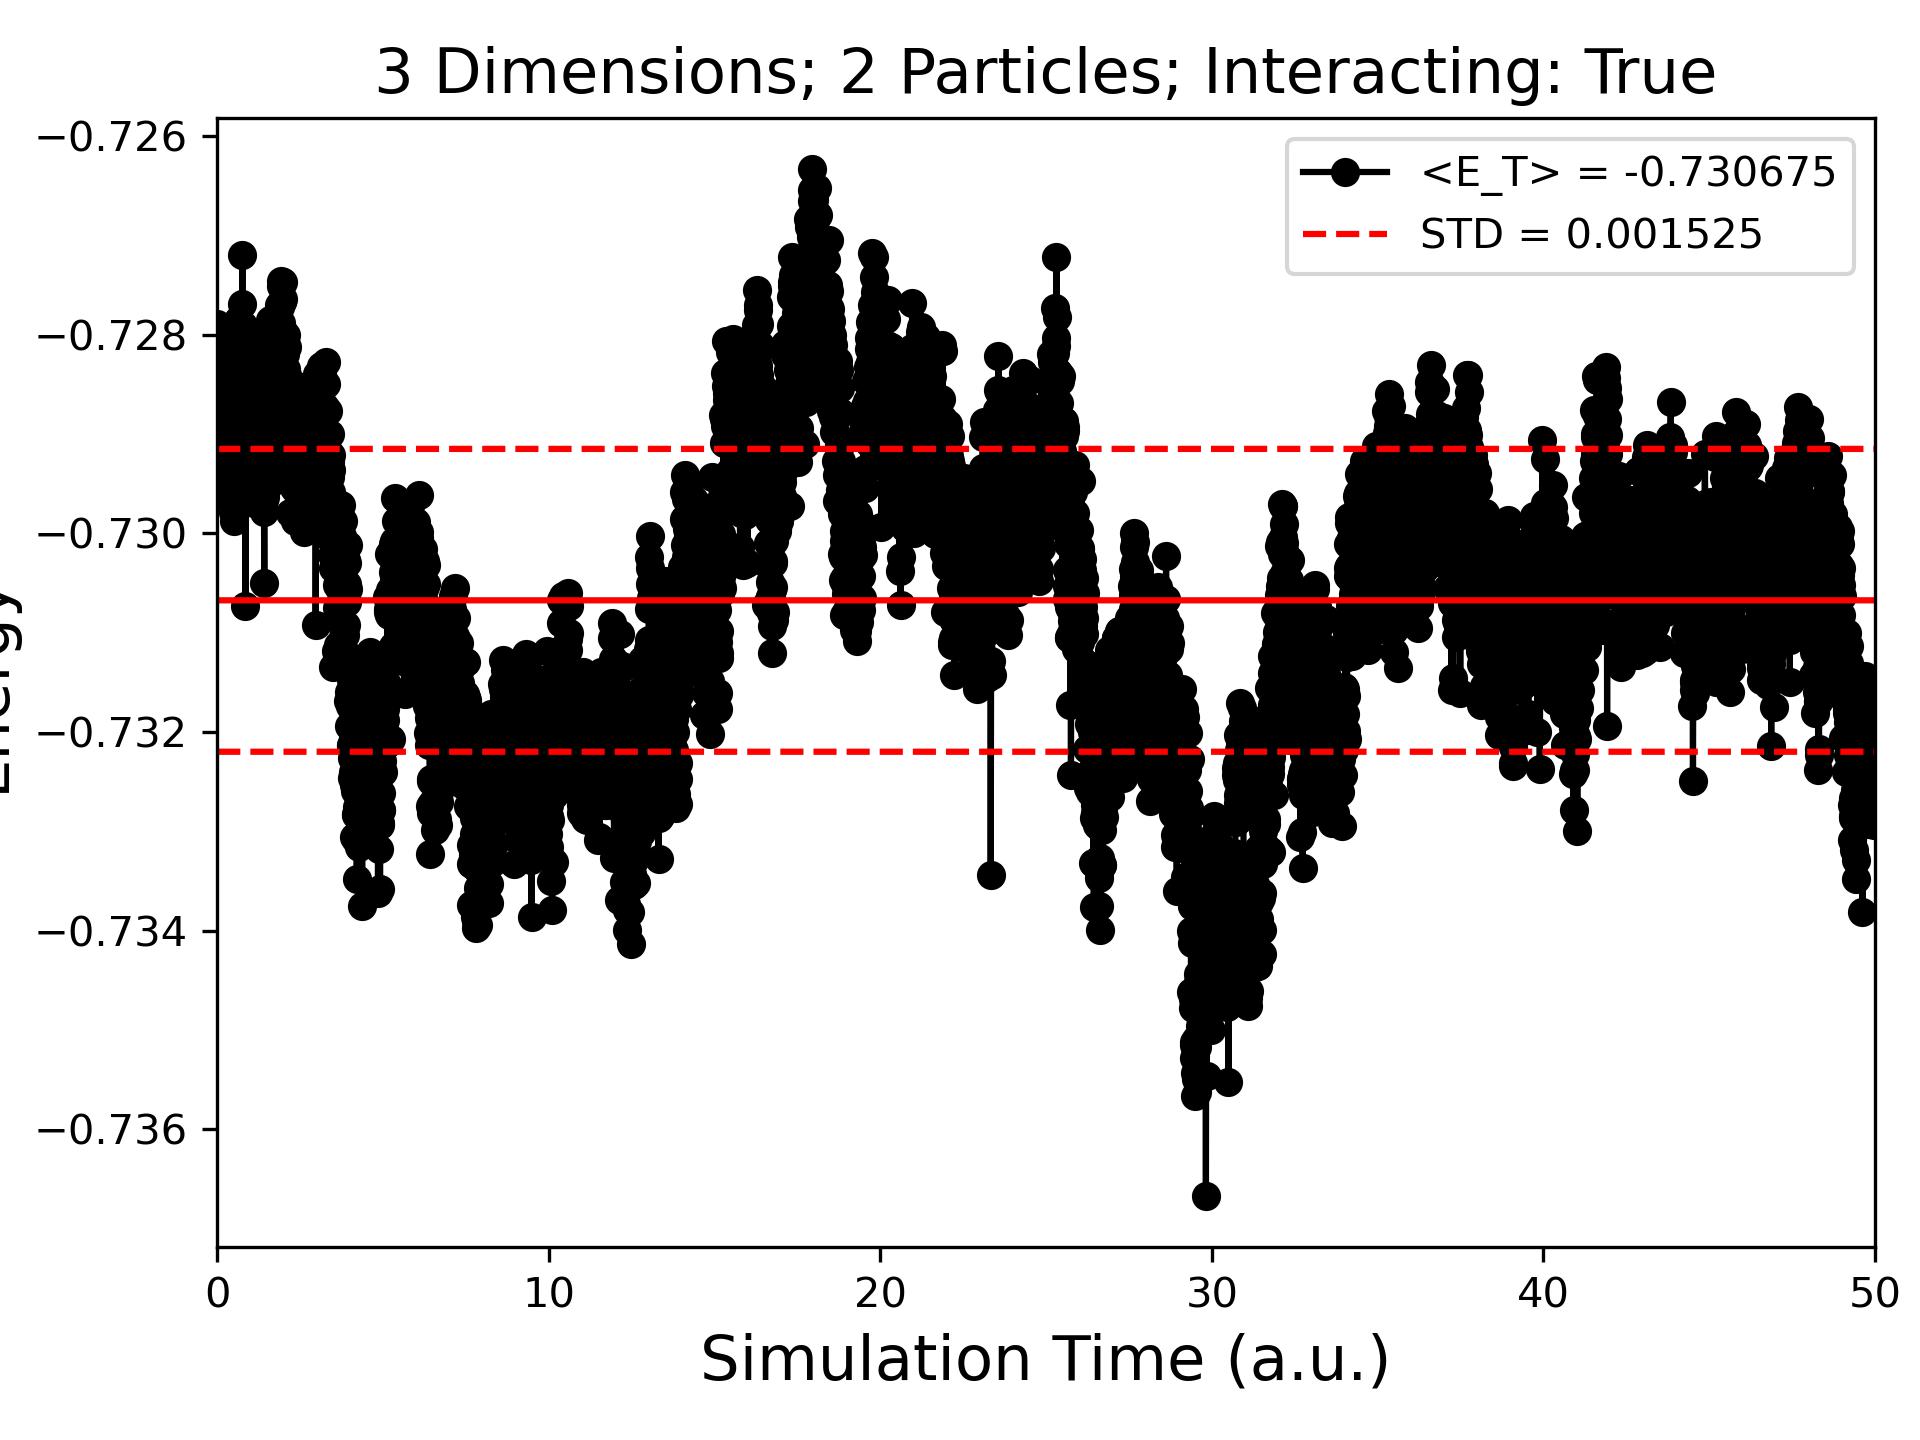 3 Dimensions; 2 Particles; Interacting: True
<E_T> = -0.730675
STD = 0.001525
−0.726
−0.728
−0.730
−0.732
−0.734
−0.736
Energy
0 10 20 30 40 50
Simulation Time (a.u.)